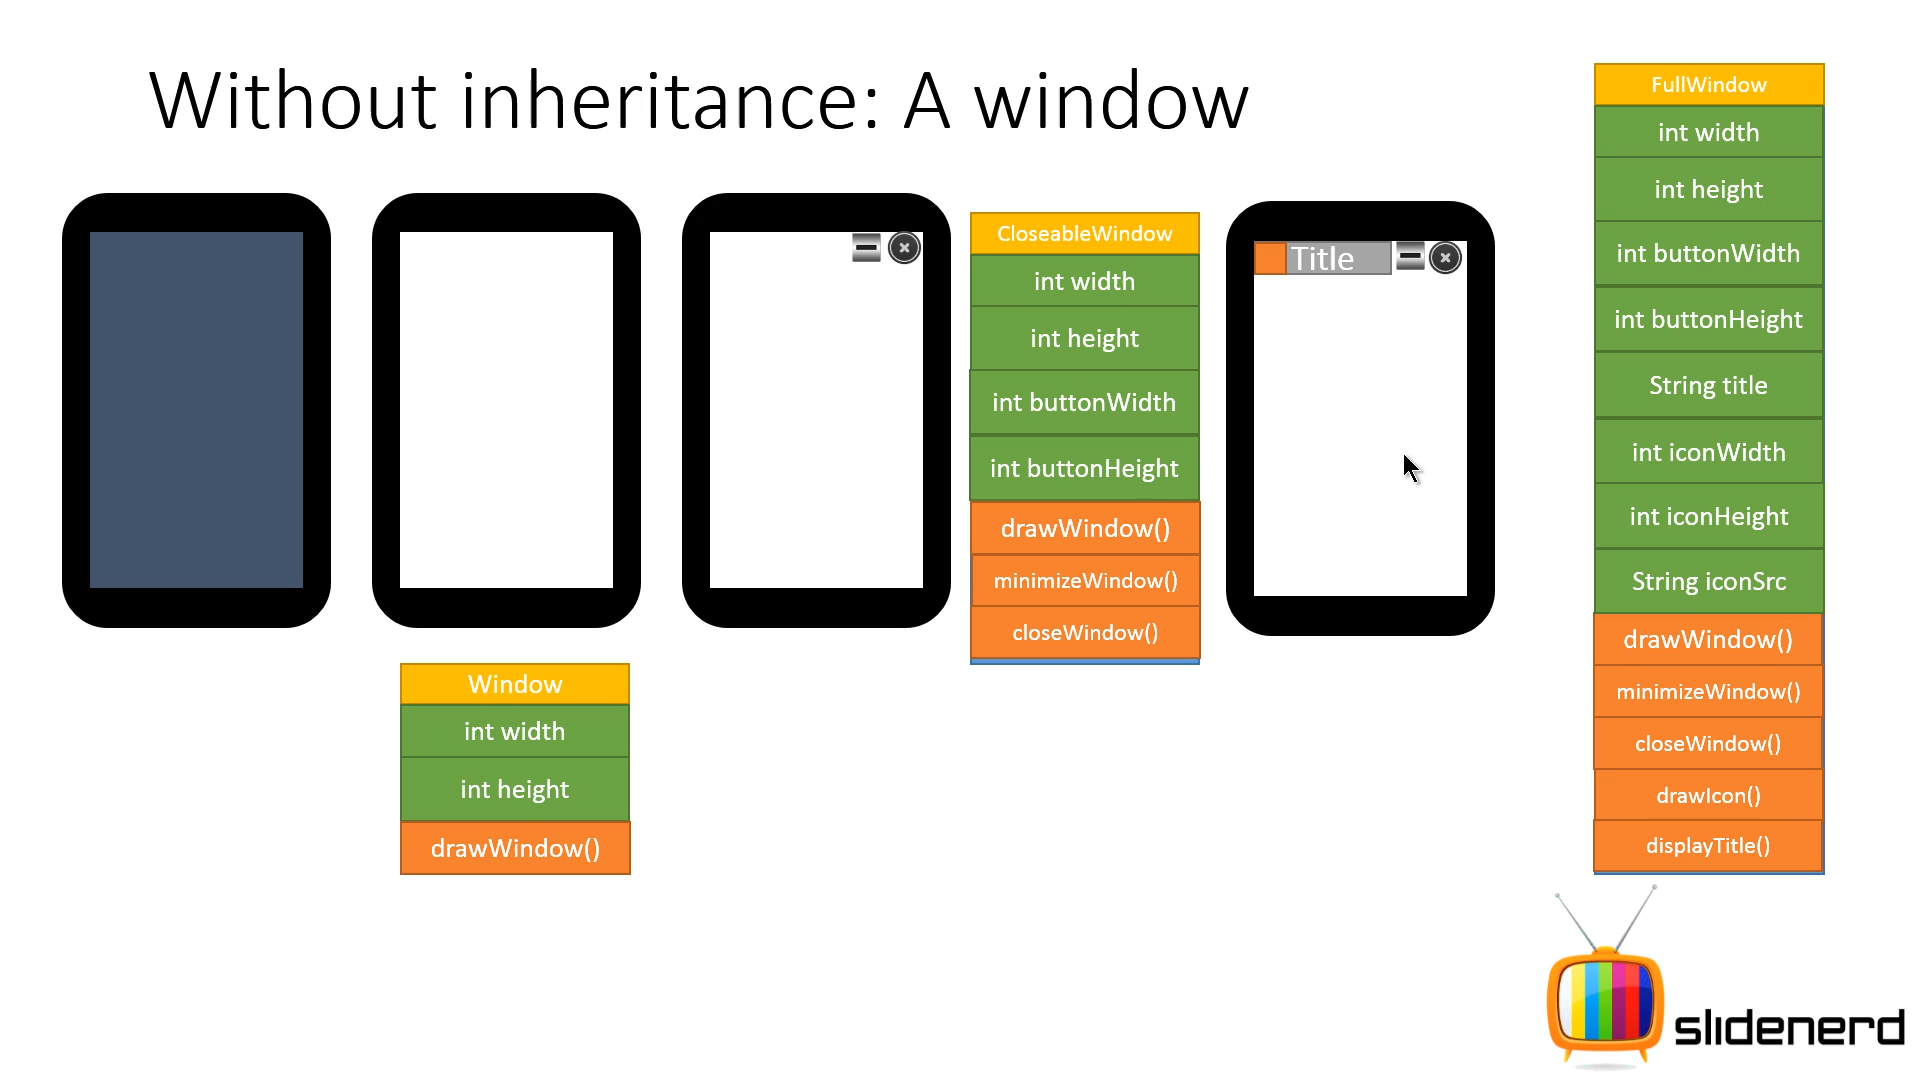 Without inheritance: A window
Window
int width
int height
drawWindow()
CloseableWindow
int width
int height
int buttonWidth
int buttonHeight
drawWindow()
minimizeWindow()
closeWindow()
Title
FullWindow
int width
int height
int buttonWidth
int buttonHeight
String title
int iconWidth
int iconHeight
String iconSrc
drawWindow()
minimizeWindow()
closeWindow()
drawIcon()
displayTitle()
slidenerd